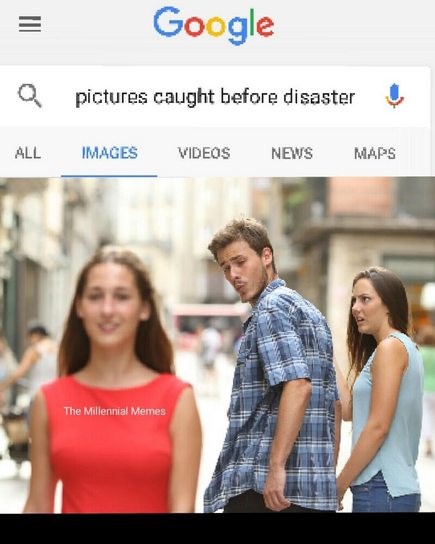 Google
pictures caught before disaster
ALL IMAGES VIDEOS NEWS MAPS
The Millennial Memes